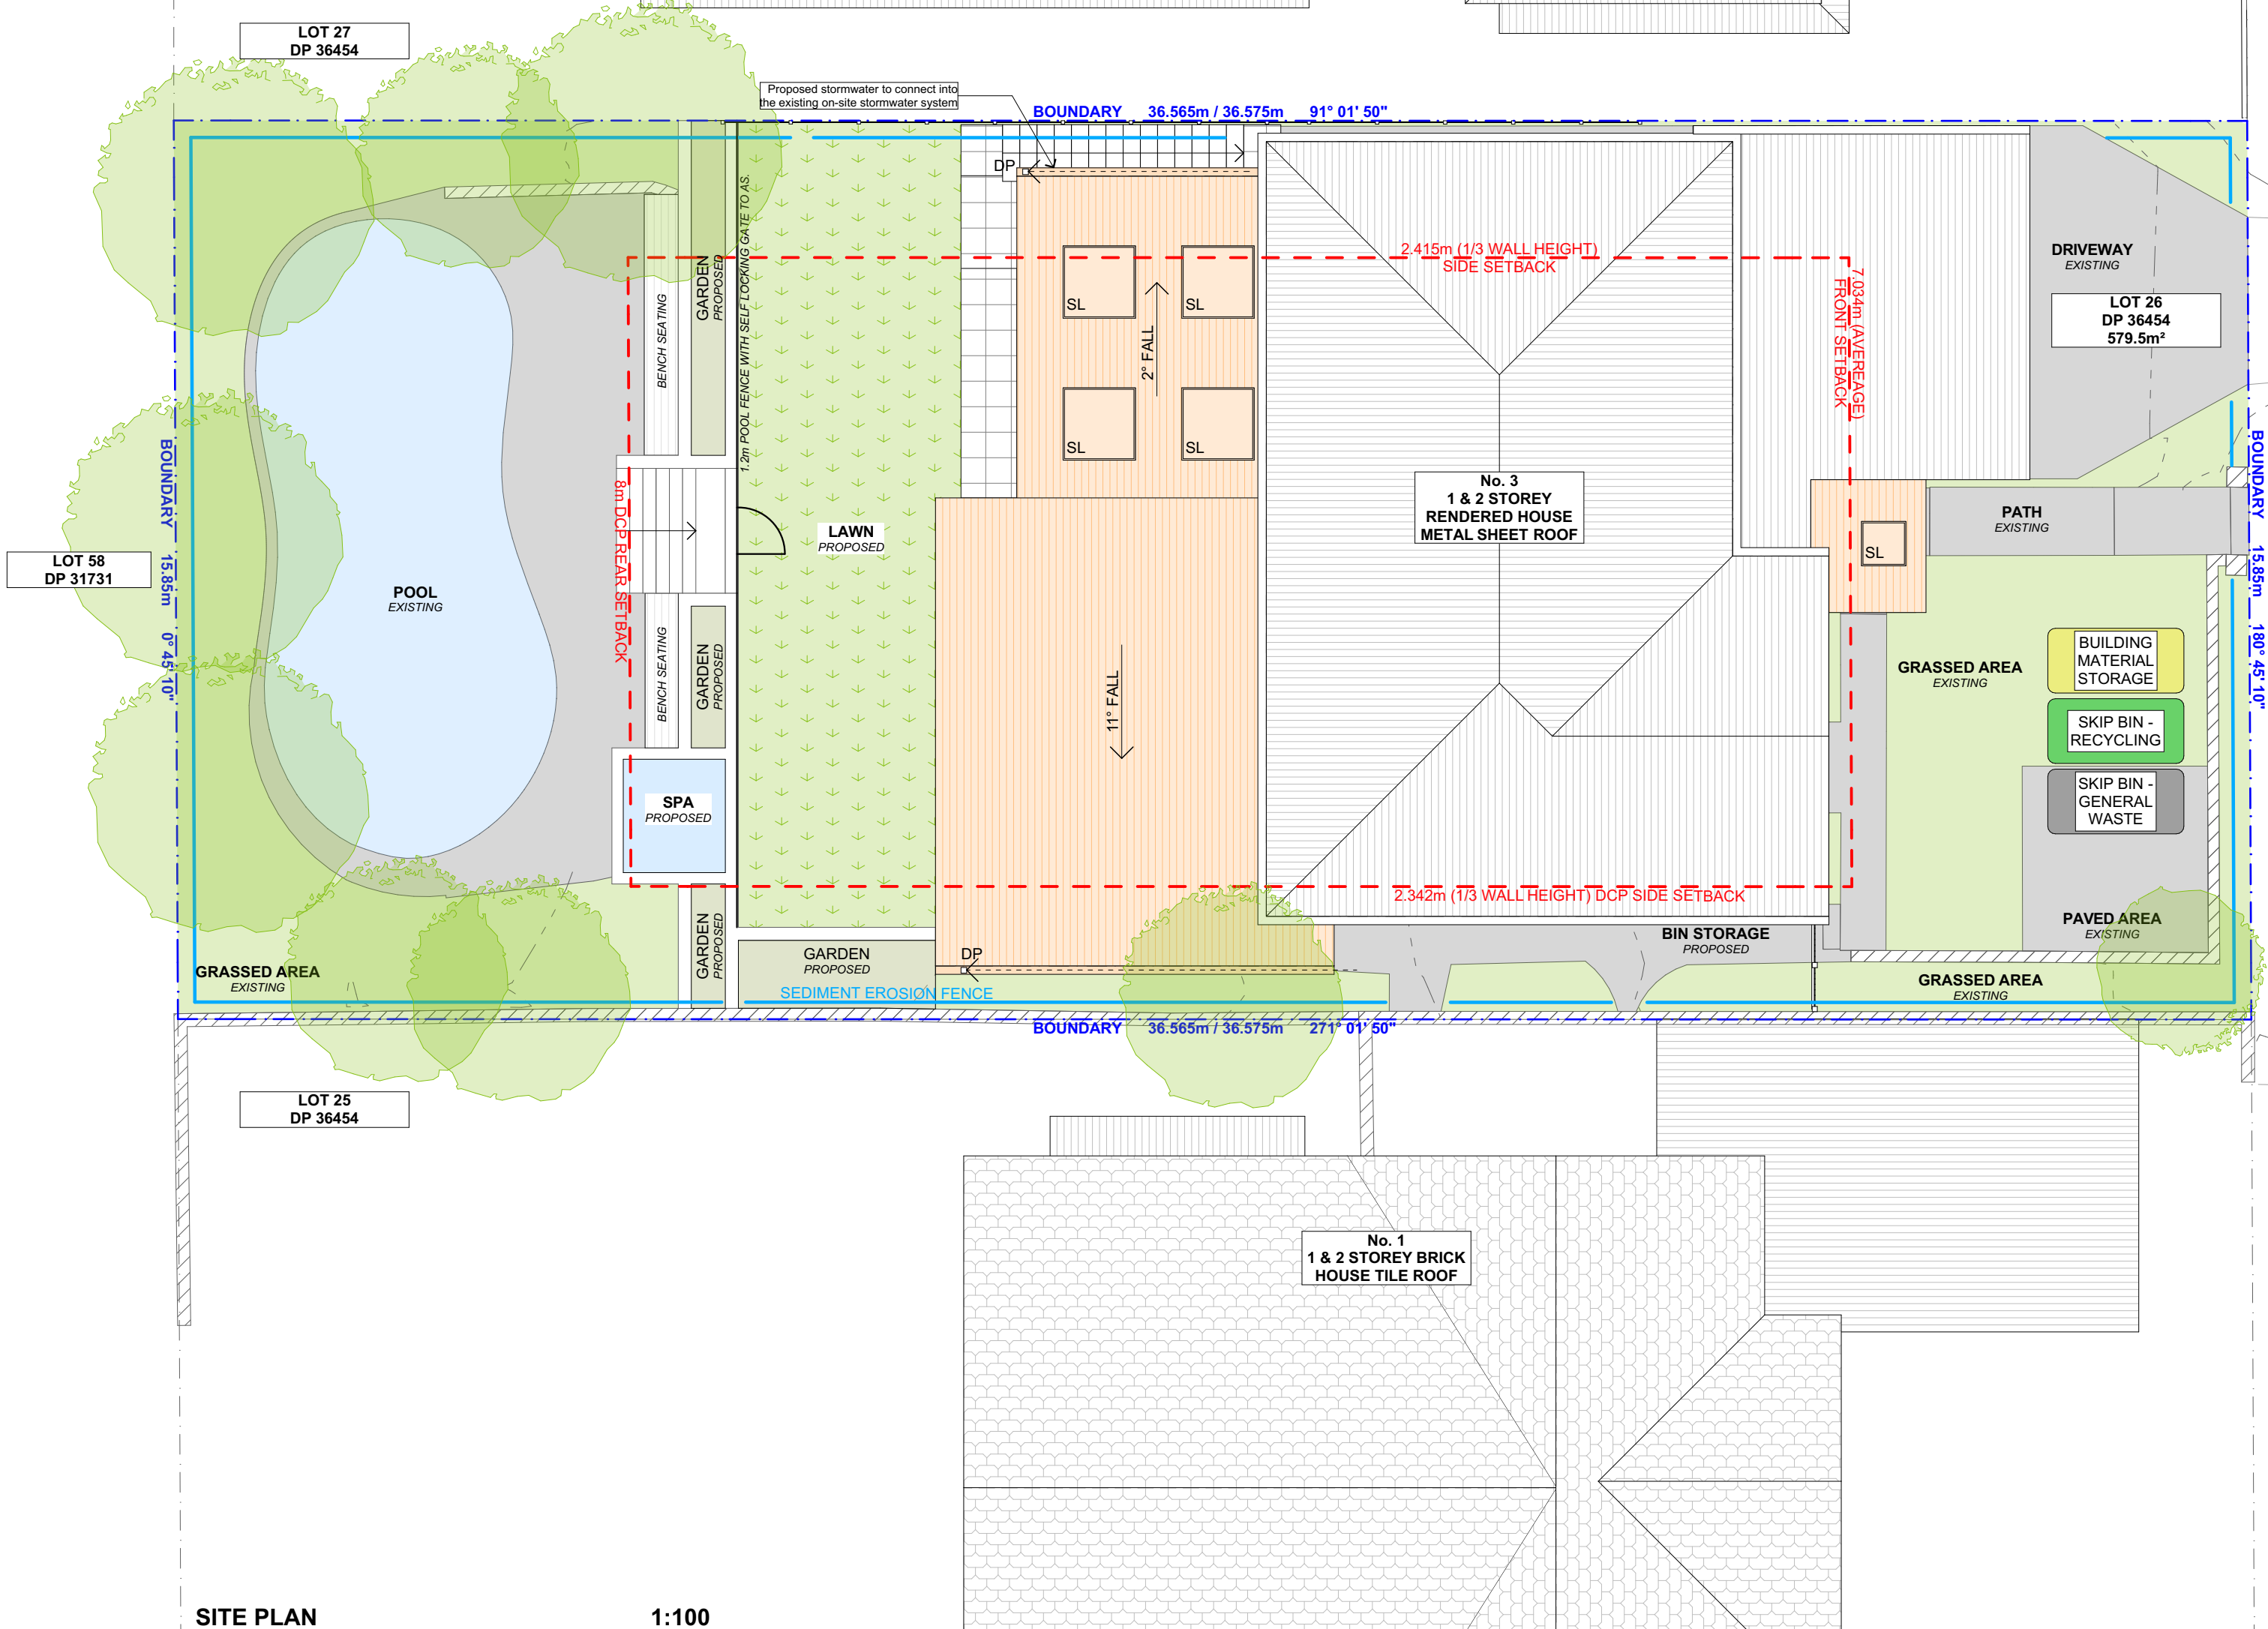 LOT 27
DP 36454
Proposed stormwater to connect into
the existing on-site stormwater system
BOUNDARY 36.565m / 36.575m 91° 01' 50"
DP
1.2m POOL FENCE WITH SELF LOCKING GATE TO AS.
GARDEN
PROPOSED
BENCH SEATING
SL
SL
2° FALL
SL
SL
2.415m (1/3 WALL HEIGHT)
SIDE SETBACK
7.034m (AVEREAGE)
FRONT SETBACK
DRIVEWAY
EXISTING
LOT 26
DP 36454
579.5m²
BOUNDARY 15.85m 0° 45' 10"
BOUNDARY 15.85m 180° 45' 10"
8m DCP REAR SETBACK
No. 3
1 & 2 STOREY
RENDERED HOUSE
METAL SHEET ROOF
PATH
EXISTING
LAWN
PROPOSED
SL
LOT 58
DP 31731
POOL
EXISTING
BENCH SEATING
GARDEN
PROPOSED
11° FALL
GRASSED AREA
EXISTING
BUILDING
MATERIAL
STORAGE
SKIP BIN -
RECYCLING
SKIP BIN -
GENERAL
WASTE
SPA
PROPOSED
2.342m (1/3 WALL HEIGHT) DCP SIDE SETBACK
PAVED AREA
EXISTING
BIN STORAGE
PROPOSED
GARDEN
PROPOSED
GARDEN
PROPOSED
DP
GRASSED AREA
EXISTING
GRASSED AREA
EXISTING
SEDIMENT EROSION FENCE
BOUNDARY 36.565m / 36.575m 271° 01' 50"
LOT 25
DP 36454
No. 1
1 & 2 STOREY BRICK
HOUSE TILE ROOF
SITE PLAN 1:100